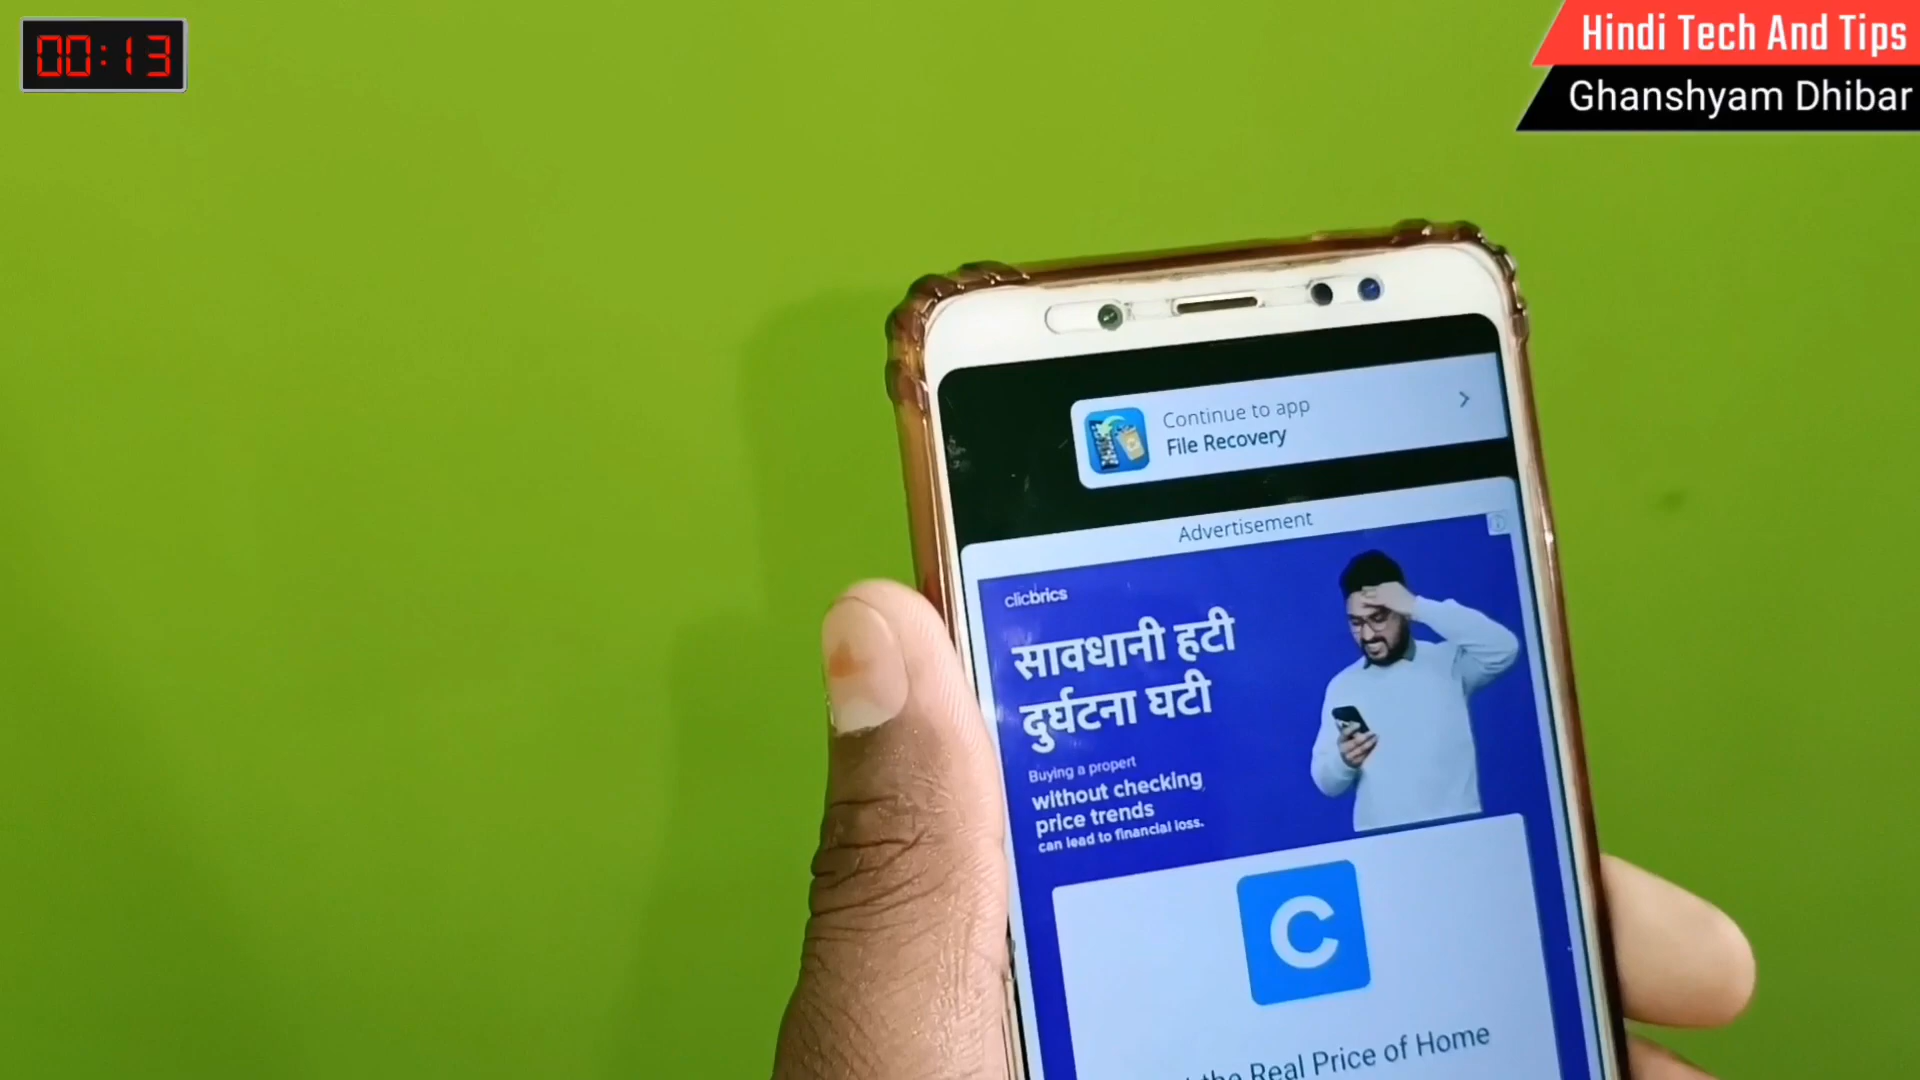 00:13
Hindi Tech And Tips
Ghanshyam Dhibar
Continue to app
File Recovery
Advertisement
clicbrics
सावधानी हटी
दुर्घटना घटी
Buying a propert
without checking
price trends
can lead to financial loss.
C
the Real Price of Home